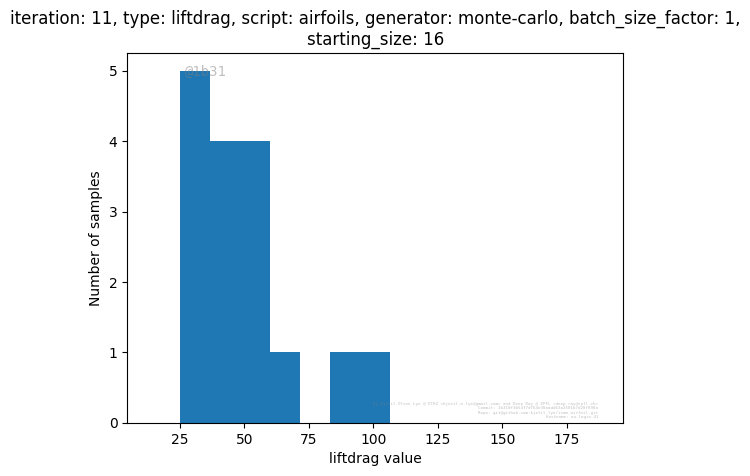 iteration: 11, type: liftdrag, script: airfoils, generator: monte-carlo, batch_size_factor: 1,
starting_size: 16
@1b31
5
4
3
2
1
0
Number of samples
25 50 75 100 125 150 175
liftdrag value